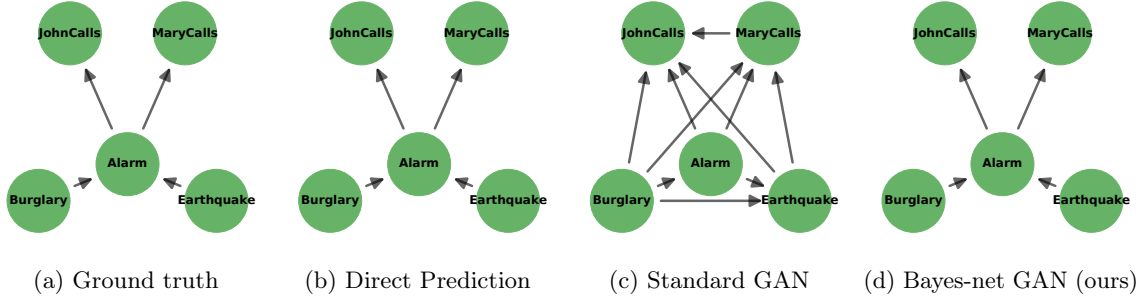 JohnCalls MaryCalls
Alarm
Burglary Earthquake
(a) Ground truth
JohnCalls MaryCalls
Alarm
Burglary Earthquake
(b) Direct Prediction
JohnCalls MaryCalls
Alarm
Burglary Earthquake
(c) Standard GAN
JohnCalls MaryCalls
Alarm
Burglary Earthquake
(d) Bayes-net GAN (ours)